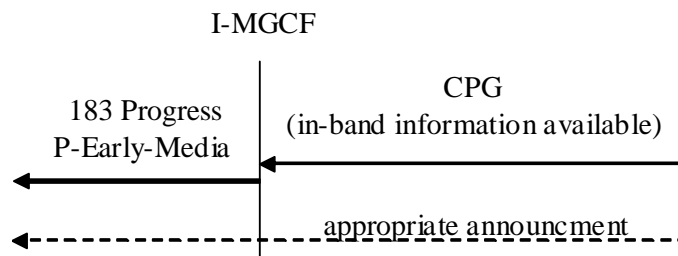 I-MGCF
183 Progress
P-Early-Media
CPG
(in-band information available)
appropriate announcment